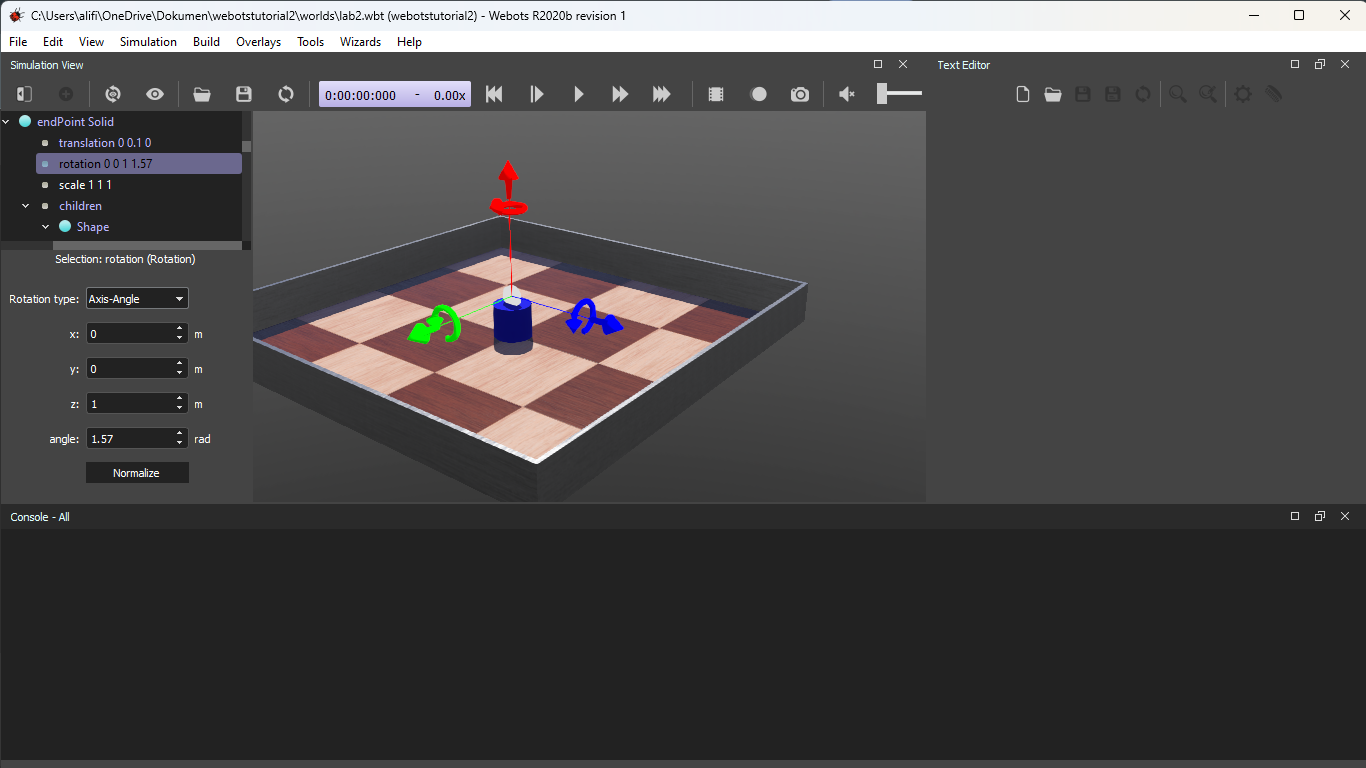 C:\Users\alifi\OneDrive\Dokumen\webotstutorial2\worlds\lab2.wbt (webotstutorial2) - Webots R2020b revision 1
File Edit View Simulation Build Overlays Tools Wizards Help
Simulation View
Text Editor
0:00:00:000 - 0.00x
endPoint Solid
translation 0 0.1 0
rotation 0 0 1 1.57
scale 1 1 1
children
Shape
Selection: rotation (Rotation)
Rotation type: Axis-Angle
x: 0 m
y: 0 m
z: 1 m
angle: 1.57 rad
Normalize
Console - All